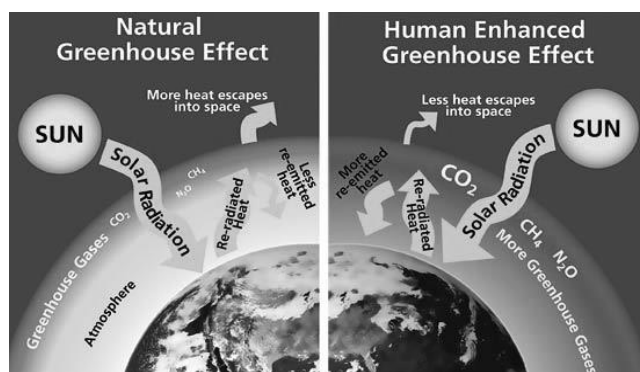 Natural
Greenhouse Effect
More heat escapes
into space
SUN
Solar Radiation
CH₄
N₂O
CO₂
Less
re-emitted
heat
Re-radiated
Heat
Greenhouse Gases
Atmosphere
Human Enhanced
Greenhouse Effect
Less heat escapes
into space
SUN
More
re-emitted
heat
CO₂
Re-radiated
Heat
Solar Radiation
CH₄ N₂O
More Greenhouse Gases